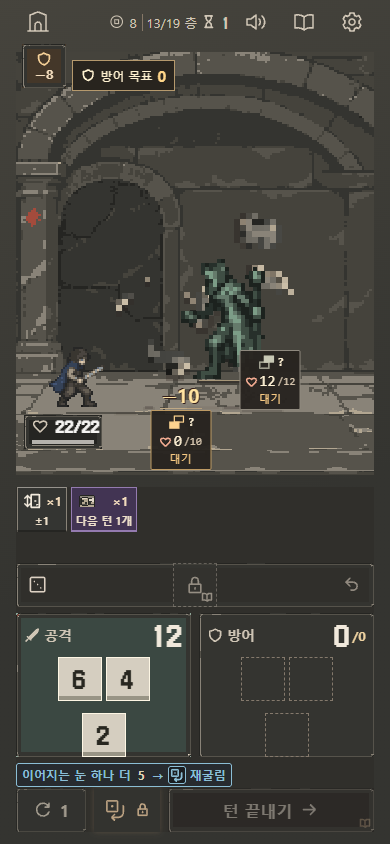 8 13/19 층 1
−8
방어 목표 0
?
12/12
대기
−10
22/22
?
0/10
대기
×1
±1
×1
다음 턴 1개
공격 12
방어 0/0
6 4
2
이어지는 눈 하나 더 5 → 재굴림
1
턴 끝내기 →